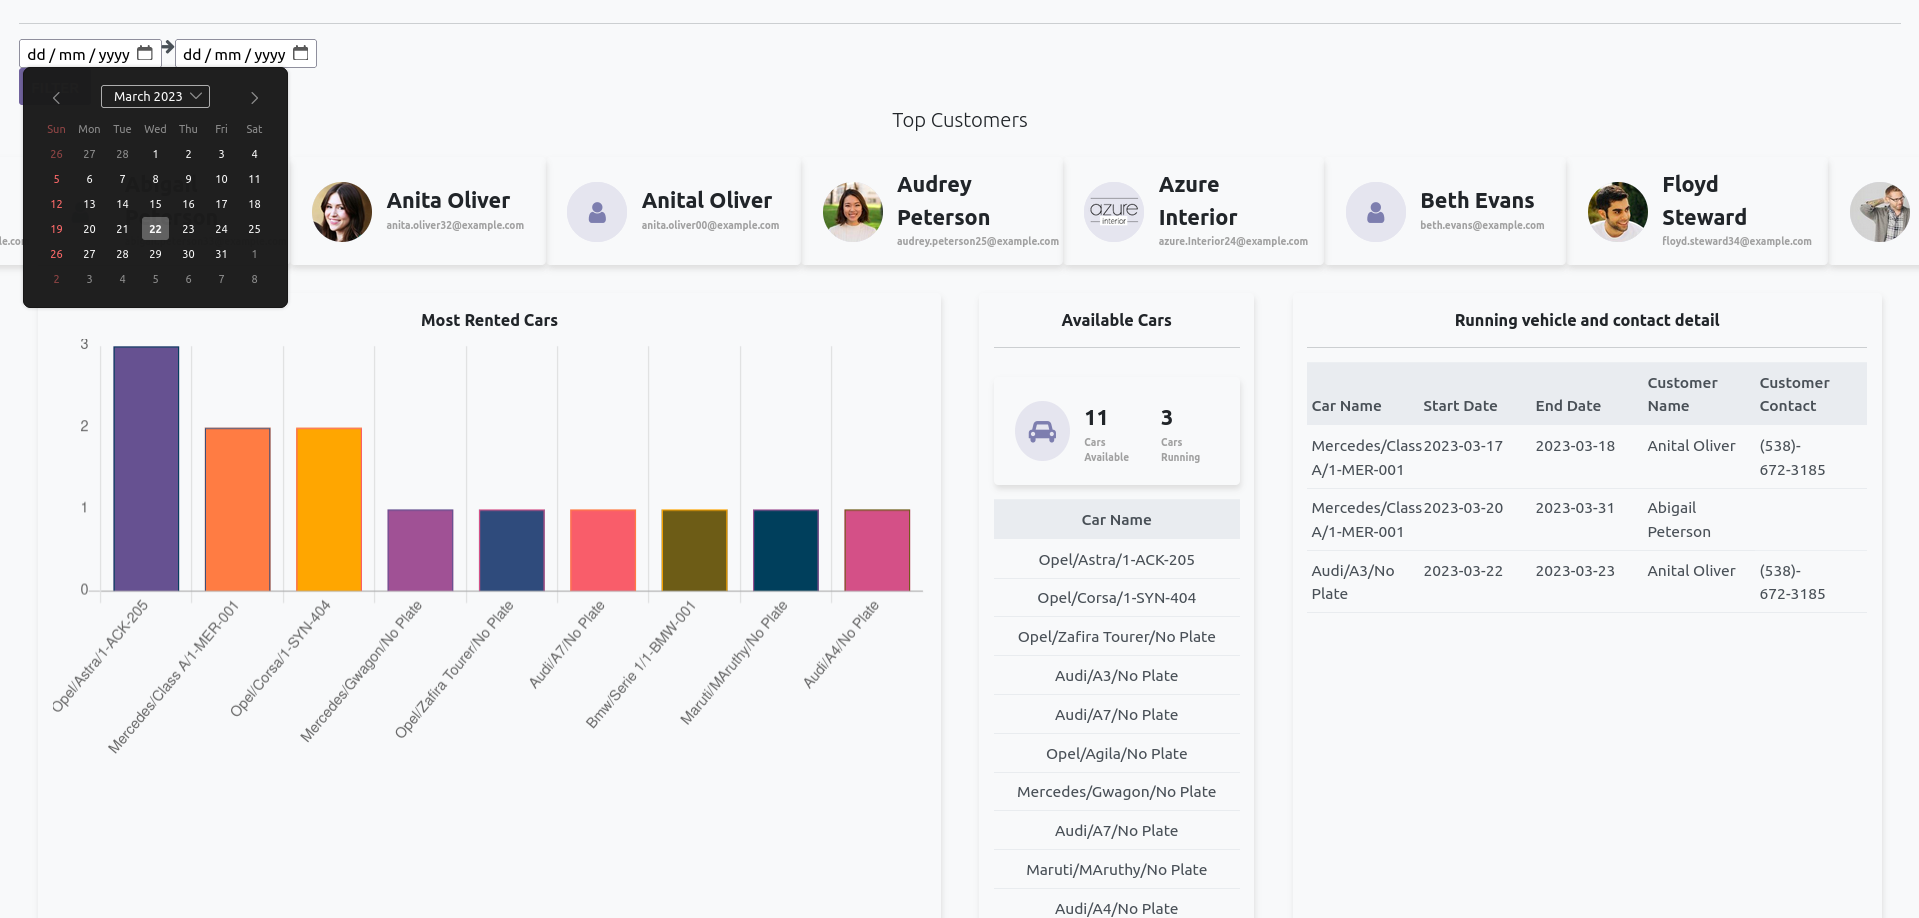 dd / mm / yyyy
dd / mm / yyyy
March 2023
Sun Mon Tue Wed Thu Fri Sat
26 27 28 1 2 3 4
5 6 7 8 9 10 11
12 13 14 15 16 17 18
19 20 21 22 23 24 25
26 27 28 29 30 31 1
2 3 4 5 6 7 8
Top Customers
Abigail
Peterson
Anita Oliver
anita.oliver32@example.com
Anital Oliver
anital.oliver00@example.com
Audrey
Peterson
audrey.peterson25@example.com
azure
interior
Azure
Interior
azure.Interior24@example.com
Beth Evans
beth.evans@example.com
Floyd
Steward
floyd.steward34@example.com
Most Rented Cars
3
2
1
0
Opel/Astra/1-ACK-205
Mercedes/Class A/1-MER-001
Opel/Corsa/1-SYN-404
Mercedes/Gwagon/No Plate
Opel/Zafira Tourer/No Plate
Audi/A7/No Plate
Bmw/Serie 1/1-BMW-001
Maruti/MAruthy/No Plate
Audi/A4/No Plate
Available Cars
11
Cars
Available
3
Cars
Running
Car Name
Opel/Astra/1-ACK-205
Opel/Corsa/1-SYN-404
Opel/Zafira Tourer/No Plate
Audi/A3/No Plate
Audi/A7/No Plate
Opel/Agila/No Plate
Mercedes/Gwagon/No Plate
Audi/A7/No Plate
Maruti/MAruthy/No Plate
Audi/A4/No Plate
Running vehicle and contact detail
Car Name Start Date End Date Customer Name Customer Contact
Mercedes/Class 2023-03-17 2023-03-18 Anital Oliver (538)-
A/1-MER-001 672-3185
Mercedes/Class 2023-03-20 2023-03-31 Abigail
A/1-MER-001 Peterson
Audi/A3/No 2023-03-22 2023-03-23 Anital Oliver (538)-
Plate 672-3185